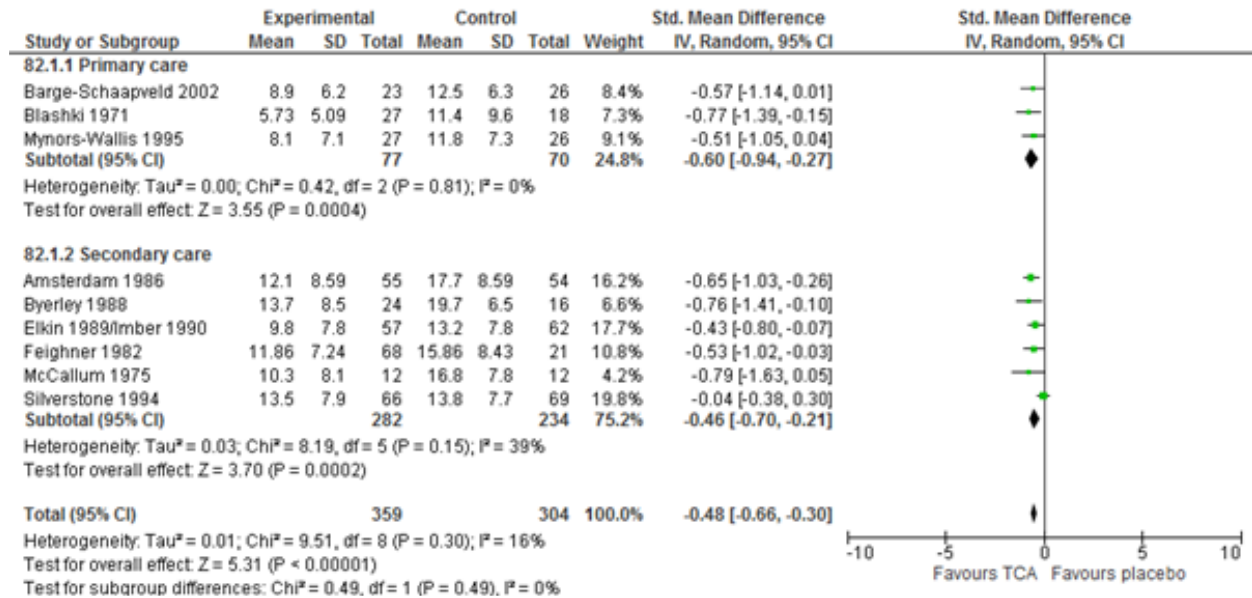 Experimental Control Std. Mean Difference Std. Mean Difference
Study or Subgroup Mean SD Total Mean SD Total Weight IV, Random, 95% CI IV, Random, 95% CI
82.1.1 Primary care
Barge-Schaapveld 2002 8.9 6.2 23 12.5 6.3 26 8.4% -0.57 [-1.14, 0.01]
Blashki 1971 5.73 5.09 27 11.4 9.6 18 7.3% -0.77 [-1.39, -0.15]
Mynors-Wallis 1995 8.1 7.1 27 11.8 7.3 26 9.1% -0.51 [-1.05, 0.04]
Subtotal (95% CI) 77 70 24.8% -0.60 [-0.94, -0.27]
Heterogeneity: Tau² = 0.00; Chi² = 0.42, df = 2 (P = 0.81); I² = 0%
Test for overall effect: Z = 3.55 (P = 0.0004)
82.1.2 Secondary care
Amsterdam 1986 12.1 8.59 55 17.7 8.59 54 16.2% -0.65 [-1.03, -0.26]
Byerley 1988 13.7 8.5 24 19.7 6.5 16 6.6% -0.76 [-1.41, -0.10]
Elkin 1989/Imber 1990 9.8 7.8 57 13.2 7.8 62 17.7% -0.43 [-0.80, -0.07]
Feighner 1982 11.86 7.24 68 15.86 8.43 21 10.8% -0.53 [-1.02, -0.03]
McCallum 1975 10.3 8.1 12 16.8 7.8 12 4.2% -0.79 [-1.63, 0.05]
Silverstone 1994 13.5 7.9 66 13.8 7.7 69 19.8% -0.04 [-0.38, 0.30]
Subtotal (95% CI) 282 234 75.2% -0.46 [-0.70, -0.21]
Heterogeneity: Tau² = 0.03; Chi² = 8.19, df = 5 (P = 0.15); I² = 39%
Test for overall effect: Z = 3.70 (P = 0.0002)
Total (95% CI) 359 304 100.0% -0.48 [-0.66, -0.30]
Heterogeneity: Tau² = 0.01; Chi² = 9.51, df = 8 (P = 0.30); I² = 16%
Test for overall effect: Z = 5.31 (P < 0.00001)
Test for subgroup differences: Chi² = 0.49, df = 1 (P = 0.49), I² = 0%
-10 -5 0 5 10
Favours TCA Favours placebo